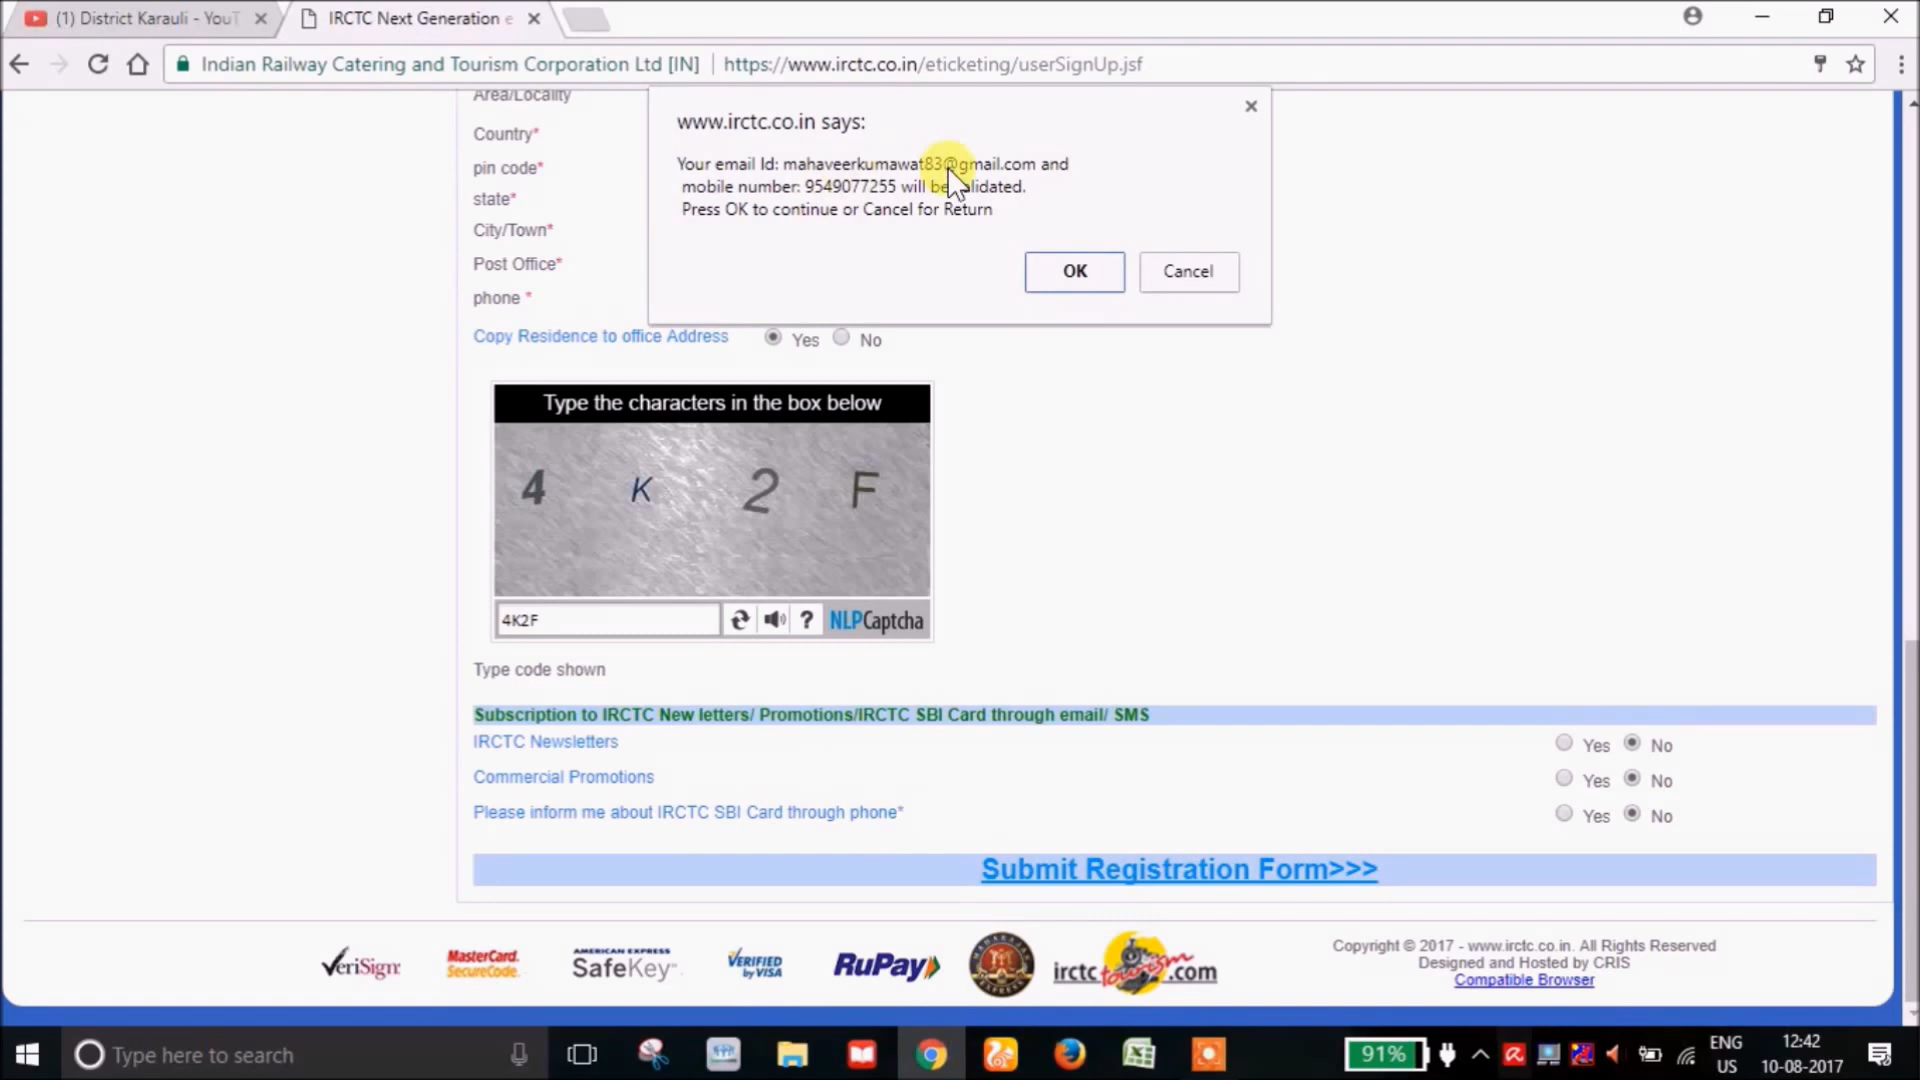 (1) District Karauli - YouT
IRCTC Next Generation e
Indian Railway Catering and Tourism Corporation Ltd [IN]
https://www.irctc.co.in/eticketing/userSignUp.jsf
Area/Locality
Country*
pin code*
state*
City/Town*
Post Office*
phone *
www.irctc.co.in says:
Your email Id: mahaveerkumawat83@gmail.com and
mobile number: 9549077255 will be validated.
Press OK to continue or Cancel for Return
OK
Cancel
Copy Residence to office Address
Yes
No
Type the characters in the box below
4 K 2 F
4K2F
?
NLPCaptcha
Type code shown
Subscription to IRCTC New letters/ Promotions/IRCTC SBI Card through email/ SMS
IRCTC Newsletters
Yes
No
Commercial Promotions
Yes
No
Please inform me about IRCTC SBI Card through phone*
Yes
No
Submit Registration Form>>>
VeriSign
MasterCard.
SecureCode.
AMERICAN EXPRESS
SafeKey
VERIFIED
by VISA
RuPay
irctc tourism .com
Copyright © 2017 - www.irctc.co.in. All Rights Reserved
Designed and Hosted by CRIS
Compatible Browser
Type here to search
91%
ENG
US
12:42
10-08-2017